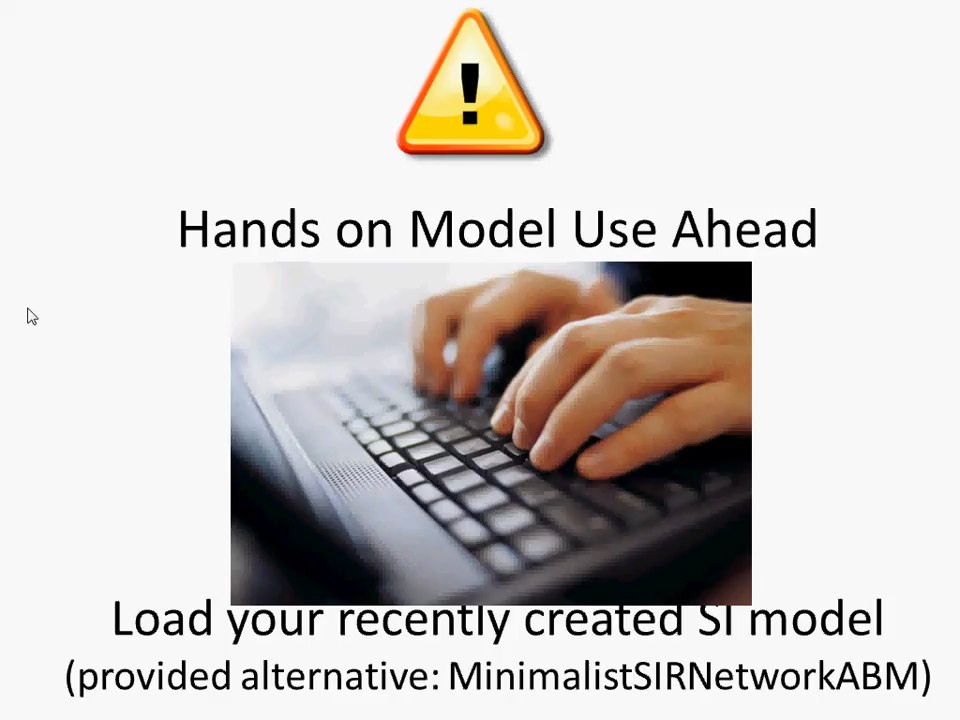 !
Hands on Model Use Ahead
Load your recently created SI model
(provided alternative: MinimalistSIRNetworkABM)